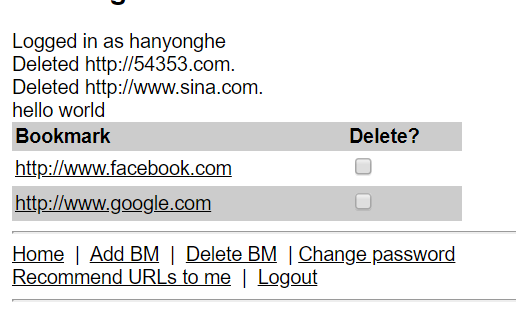 Logged in as hanyonghe
Deleted http://54353.com.
Deleted http://www.sina.com.
hello world
Bookmark Delete?
http://www.facebook.com
http://www.google.com
Home | Add BM | Delete BM | Change password
Recommend URLs to me | Logout